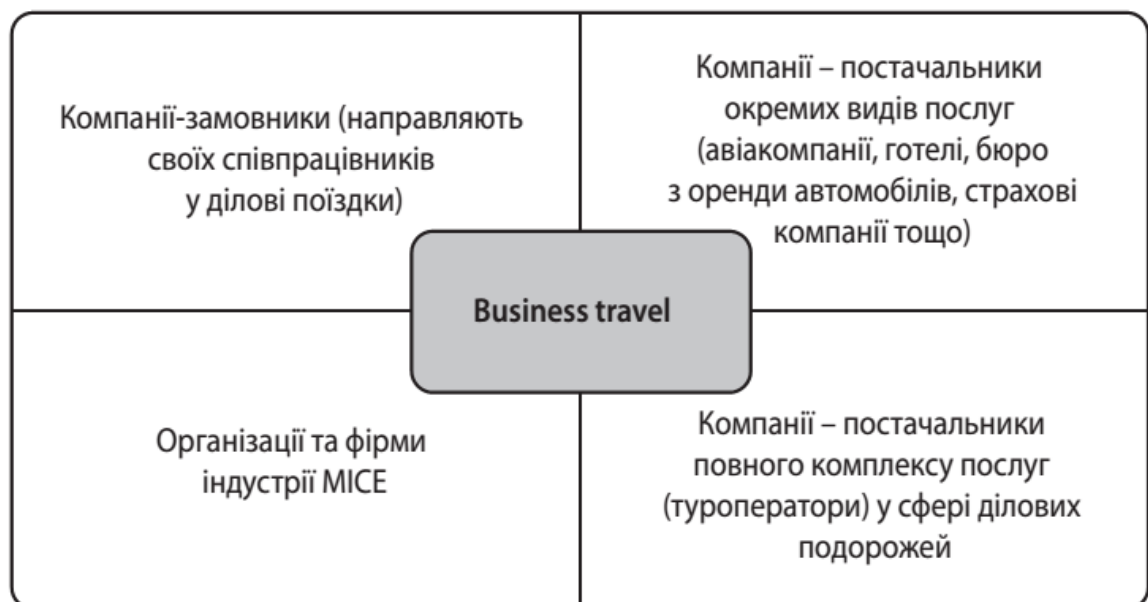 Компанії-замовники (направляють
своїх співпрацівників
у ділові поїздки)
Компанії – постачальники
окремих видів послуг
(авіакомпанії, готелі, бюро
з оренди автомобілів, страхові
компанії тощо)
Business travel
Організації та фірми
індустрії MICE
Компанії – постачальники
повного комплексу послуг
(туроператори) у сфері ділових
подорожей